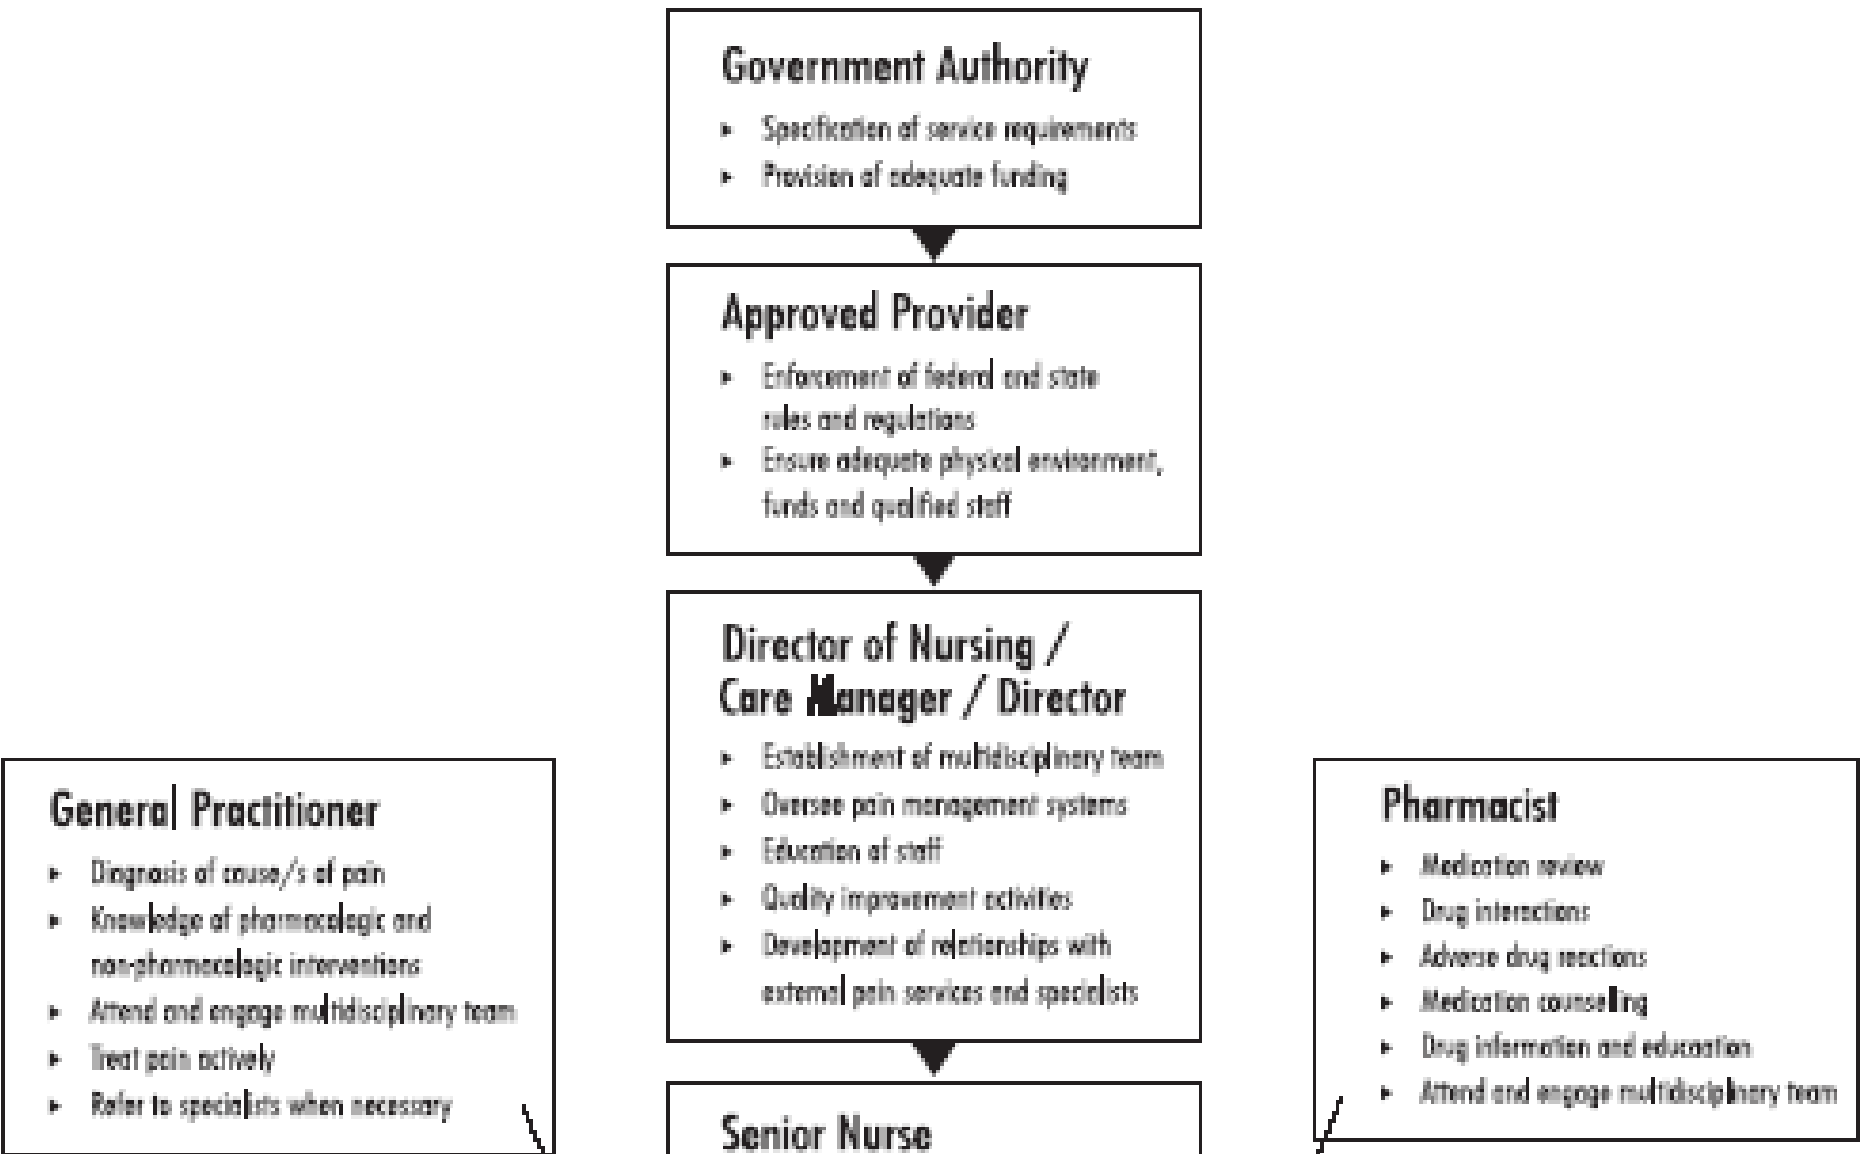 Government Authority
▸ Specification of service requirements
▸ Provision of adequate funding
Approved Provider
▸ Enforcement of federal and state
rules and regulations
▸ Ensure adequate physical environment,
funds and qualified staff
Director of Nursing /
Care Manager / Director
▸ Establishment of multidisciplinary team
▸ Oversee pain management systems
▸ Education of staff
▸ Quality improvement activities
▸ Development of relationships with
external pain services and specialists
General Practitioner
▸ Diagnosis of cause/s of pain
▸ Knowledge of pharmacologic and
non-pharmacologic interventions
▸ Attend and engage multidisciplinary team
▸ Treat pain actively
▸ Refer to specialists when necessary
Pharmacist
▸ Medication review
▸ Drug interactions
▸ Adverse drug reactions
▸ Medication counselling
▸ Drug information and educaation
▸ Attend and engage multidisciplinary team
Senior Nurse